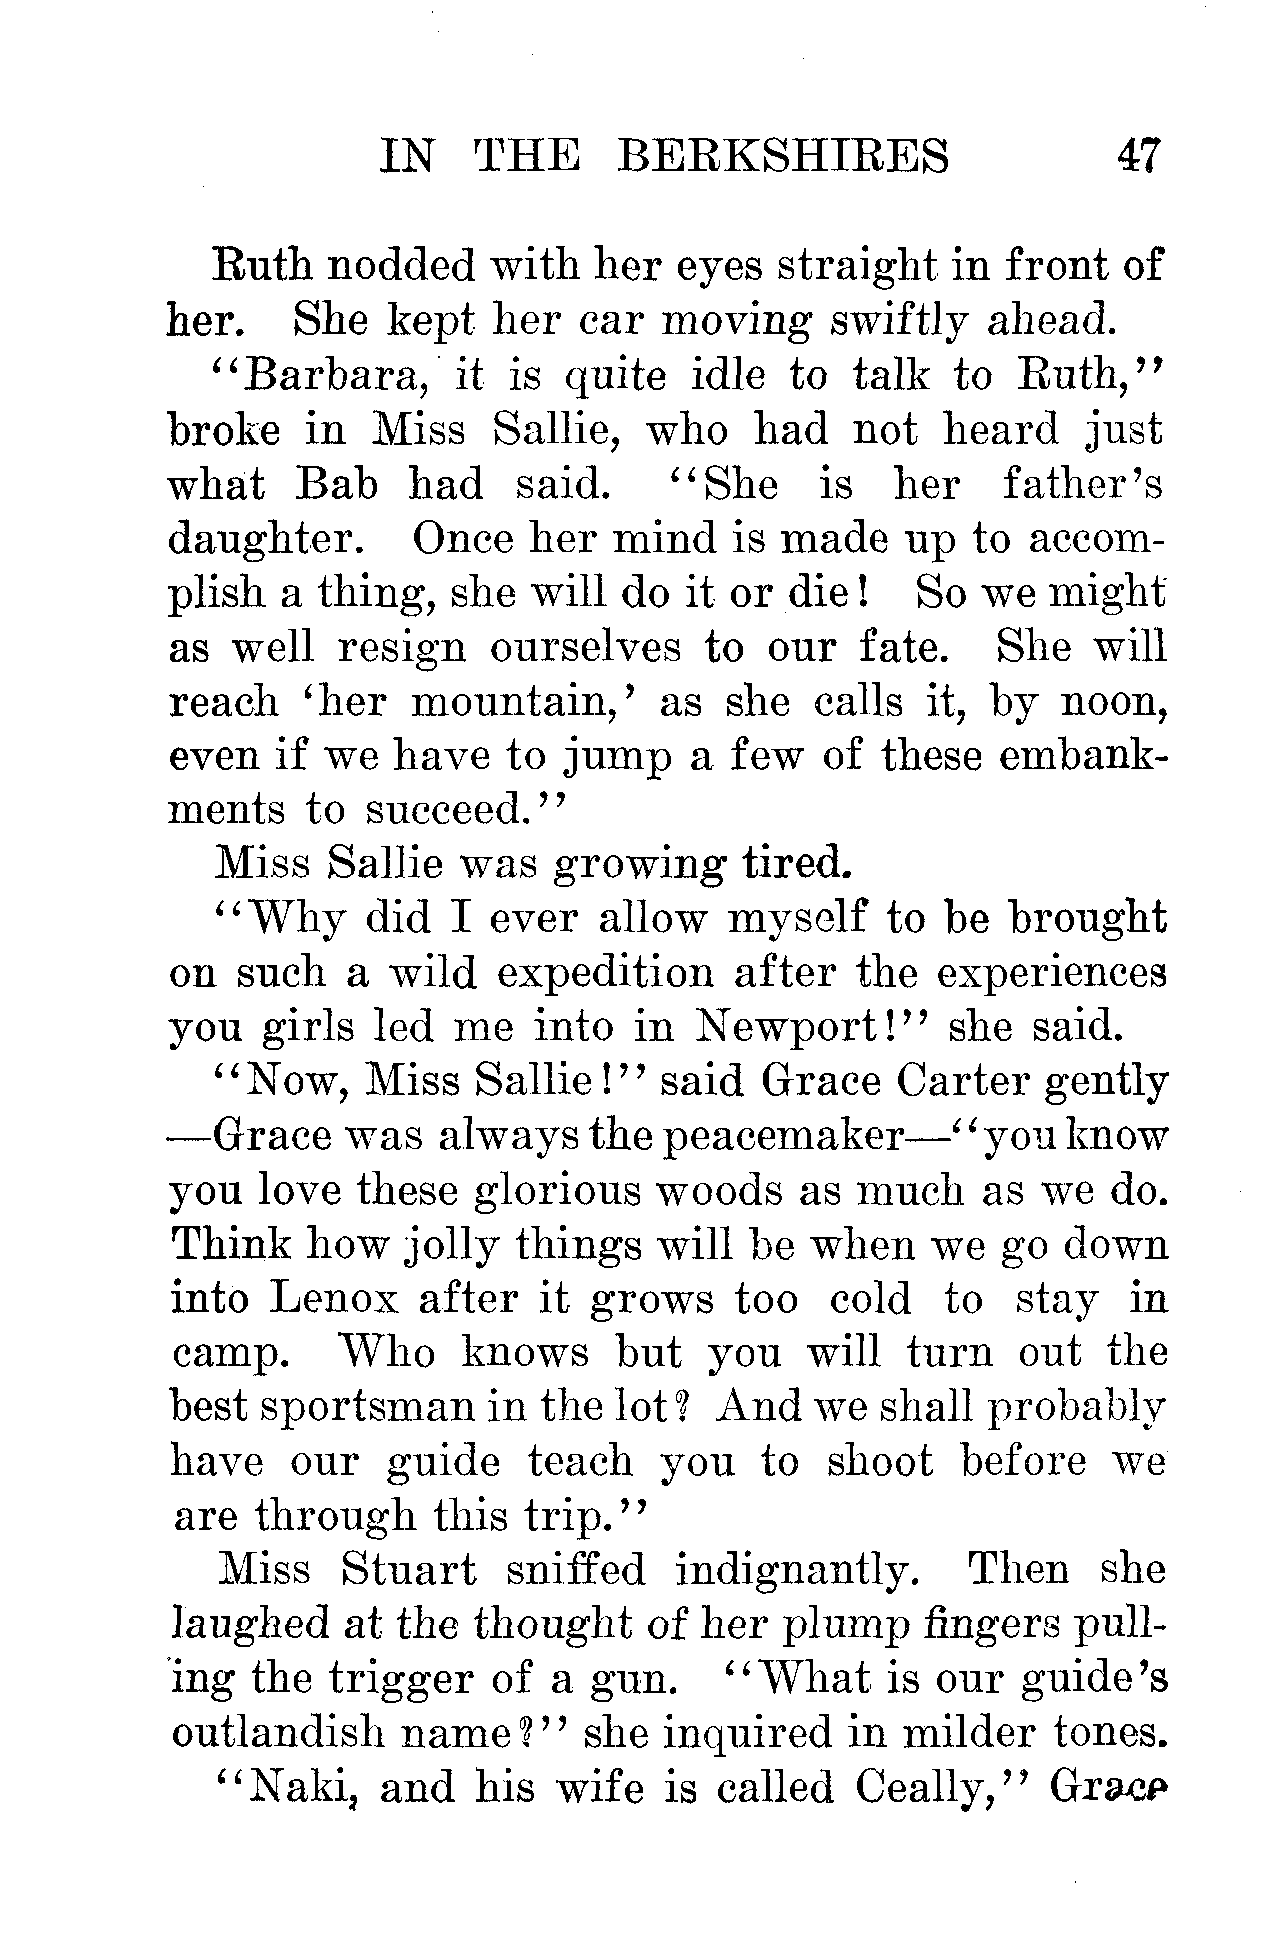 IN THE BERKSHIRES 47
Ruth nodded with her eyes straight in front of
her. She kept her car moving swiftly ahead.
"Barbara, it is quite idle to talk to Ruth,"
broke in Miss Sallie, who had not heard just
what Bab had said. "She is her father's
daughter. Once her mind is made up to accom-
plish a thing, she will do it or die! So we might
as well resign ourselves to our fate. She will
reach 'her mountain,' as she calls it, by noon,
even if we have to jump a few of these embank-
ments to succeed."
Miss Sallie was growing tired.
"Why did I ever allow myself to be brought
on such a wild expedition after the experiences
you girls led me into in Newport!" she said.
"Now, Miss Sallie!" said Grace Carter gently
—Grace was always the peacemaker—"you know
you love these glorious woods as much as we do.
Think how jolly things will be when we go down
into Lenox after it grows too cold to stay in
camp. Who knows but you will turn out the
best sportsman in the lot? And we shall probably
have our guide teach you to shoot before we
are through this trip."
Miss Stuart sniffed indignantly. Then she
laughed at the thought of her plump fingers pull-
ing the trigger of a gun. "What is our guide's
outlandish name?" she inquired in milder tones.
"Naki, and his wife is called Ceally," Grace